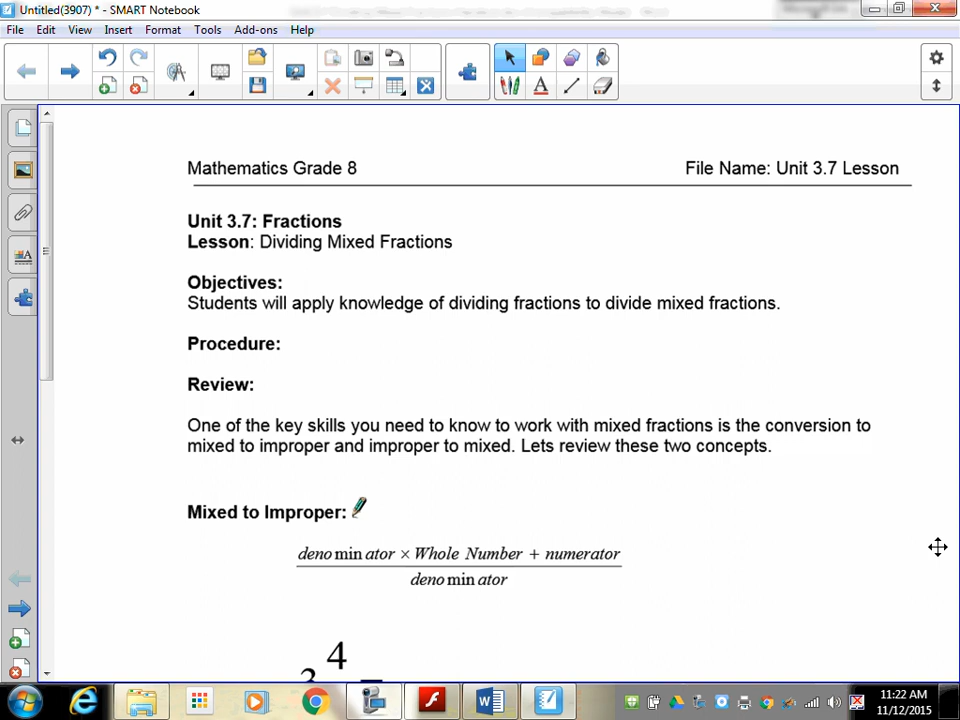 Untitled(3907) * - SMART Notebook
File Edit View Insert Format Tools Add-ons Help
Mathematics Grade 8 File Name: Unit 3.7 Lesson
Unit 3.7: Fractions
Lesson: Dividing Mixed Fractions
Objectives:
Students will apply knowledge of dividing fractions to divide mixed fractions.
Procedure:
Review:
One of the key skills you need to know to work with mixed fractions is the conversion to
mixed to improper and improper to mixed. Lets review these two concepts.
Mixed to Improper:
deno min ator × Whole Number + numerator
deno min ator
4
3
11:22 AM
11/12/2015